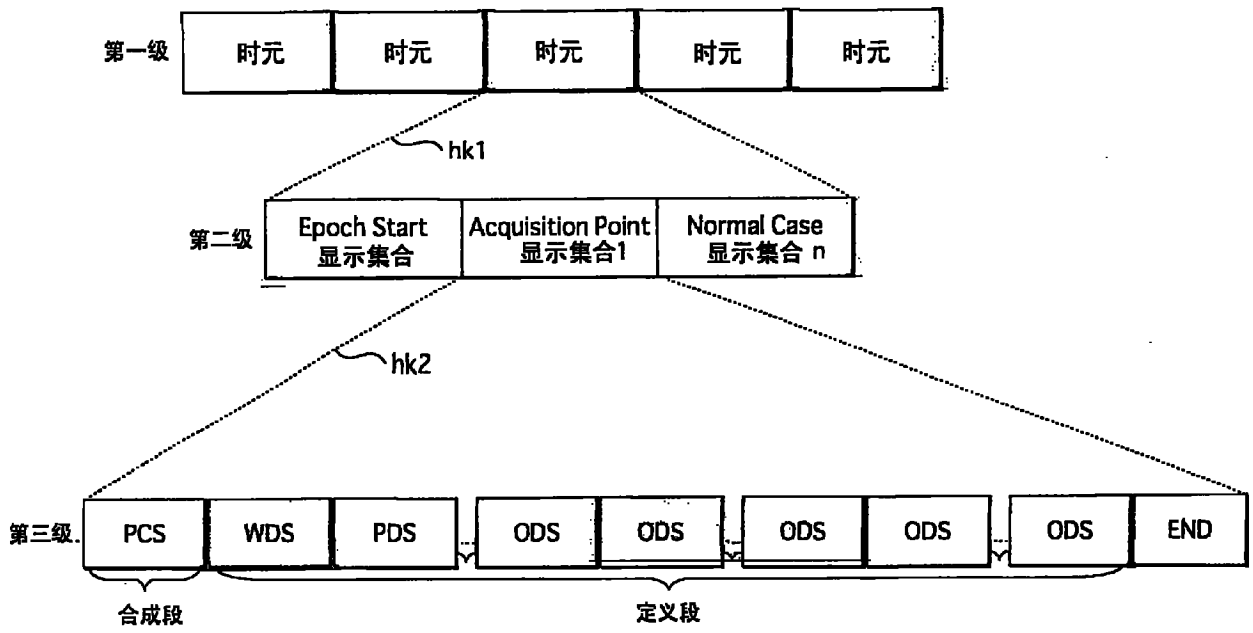 第一级 时元 时元 时元 时元 时元
hk1
第二级 Epoch Start 显示集合 Acquisition Point 显示集合1 Normal Case 显示集合 n
hk2
第三级. PCS WDS PDS ODS ODS ODS ODS ODS END
合成段 定义段